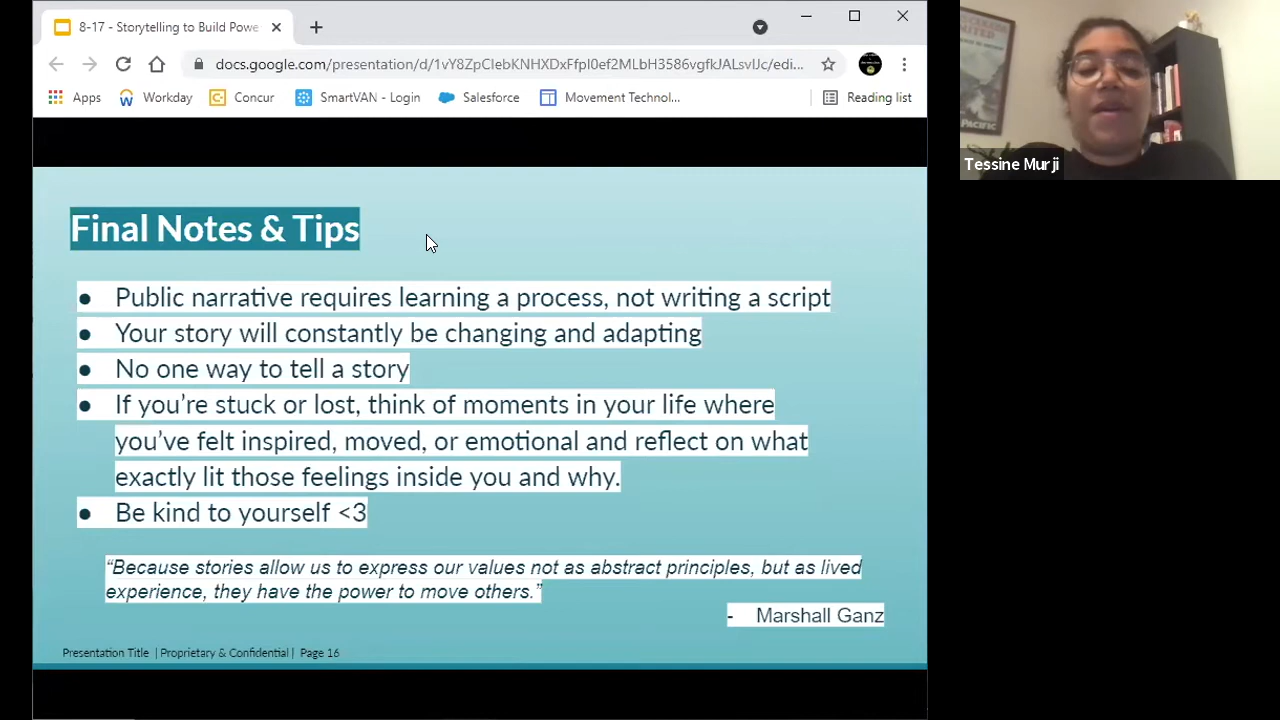 8-17 - Storytelling to Build Powe
docs.google.com/presentation/d/1vY8ZpClebKNHXDxFfpI0ef2MLbH3586vgfkJALsvlJc/edi...
Apps Workday Concur SmartVAN - Login Salesforce Movement Technol... Reading list
PACIFIC
Tessine Murji
Final Notes & Tips
● Public narrative requires learning a process, not writing a script
● Your story will constantly be changing and adapting
● No one way to tell a story
● If you’re stuck or lost, think of moments in your life where
you’ve felt inspired, moved, or emotional and reflect on what
exactly lit those feelings inside you and why.
● Be kind to yourself <3
“Because stories allow us to express our values not as abstract principles, but as lived
experience, they have the power to move others.”
- Marshall Ganz
Presentation Title | Proprietary & Confidential | Page 16